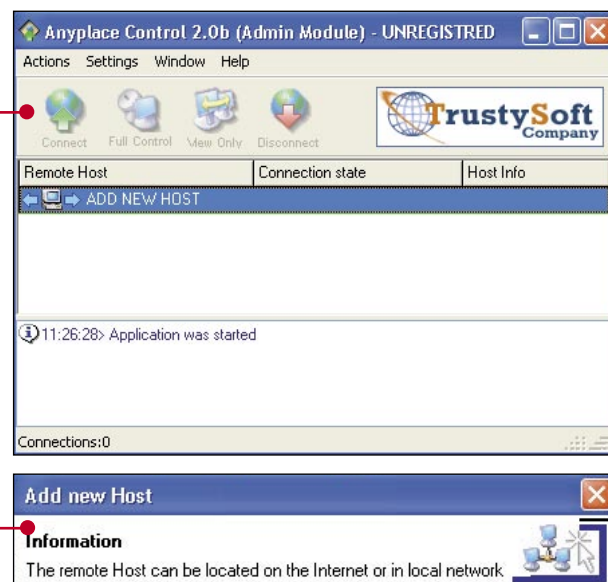 Anyplace Control 2.0b (Admin Module) - UNREGISTRED
Actions Settings Window Help
Connect Full Control View Only Disconnect
TrustySoft
Company
Remote Host Connection state Host Info
ADD NEW HOST
11:26:28> Application was started
Connections:0
Add new Host
Information
The remote Host can be located on the Internet or in local network